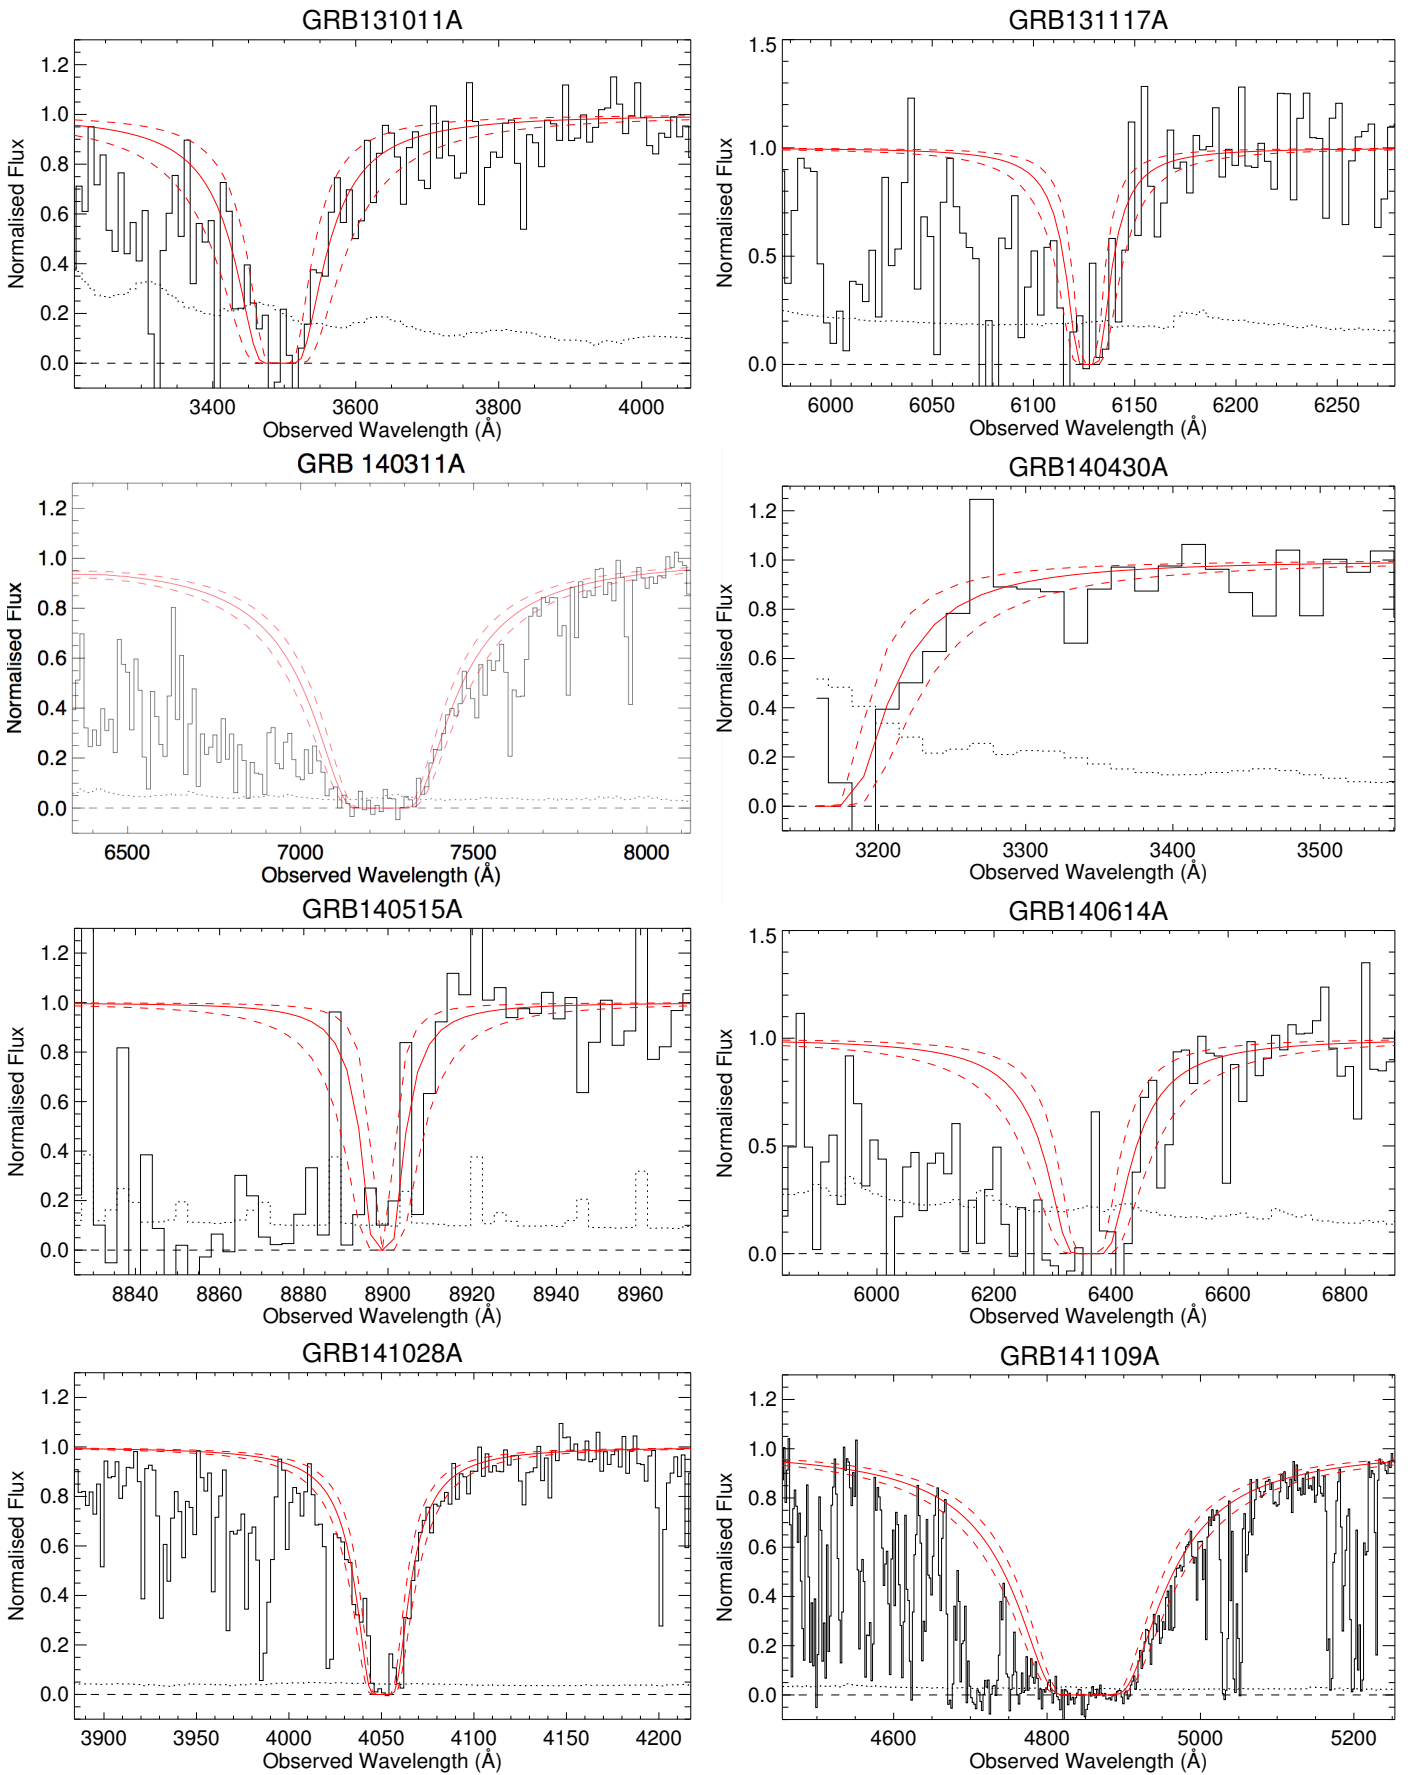 GRB131011A
Normalised Flux
1.2
1.0
0.8
0.6
0.4
0.2
0.0
3400 3600 3800 4000
Observed Wavelength (Å)
GRB131117A
Normalised Flux
1.5
1.0
0.5
0.0
6000 6050 6100 6150 6200 6250
Observed Wavelength (Å)
GRB 140311A
Normalised Flux
1.2
1.0
0.8
0.6
0.4
0.2
0.0
6500 7000 7500 8000
Observed Wavelength (Å)
GRB140430A
Normalised Flux
1.2
1.0
0.8
0.6
0.4
0.2
0.0
3200 3300 3400 3500
Observed Wavelength (Å)
GRB140515A
Normalised Flux
1.2
1.0
0.8
0.6
0.4
0.2
0.0
8840 8860 8880 8900 8920 8940 8960
Observed Wavelength (Å)
GRB140614A
Normalised Flux
1.5
1.0
0.5
0.0
6000 6200 6400 6600 6800
Observed Wavelength (Å)
GRB141028A
Normalised Flux
1.2
1.0
0.8
0.6
0.4
0.2
0.0
3900 3950 4000 4050 4100 4150 4200
Observed Wavelength (Å)
GRB141109A
Normalised Flux
1.2
1.0
0.8
0.6
0.4
0.2
0.0
4600 4800 5000 5200
Observed Wavelength (Å)